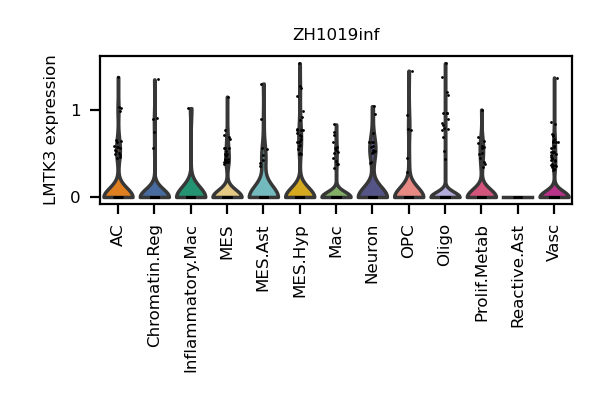 ZH1019inf
LMTK3 expression
1
0
AC
Chromatin.Reg
Inflammatory.Mac
MES
MES.Ast
MES.Hyp
Mac
Neuron
OPC
Oligo
Prolif.Metab
Reactive.Ast
Vasc